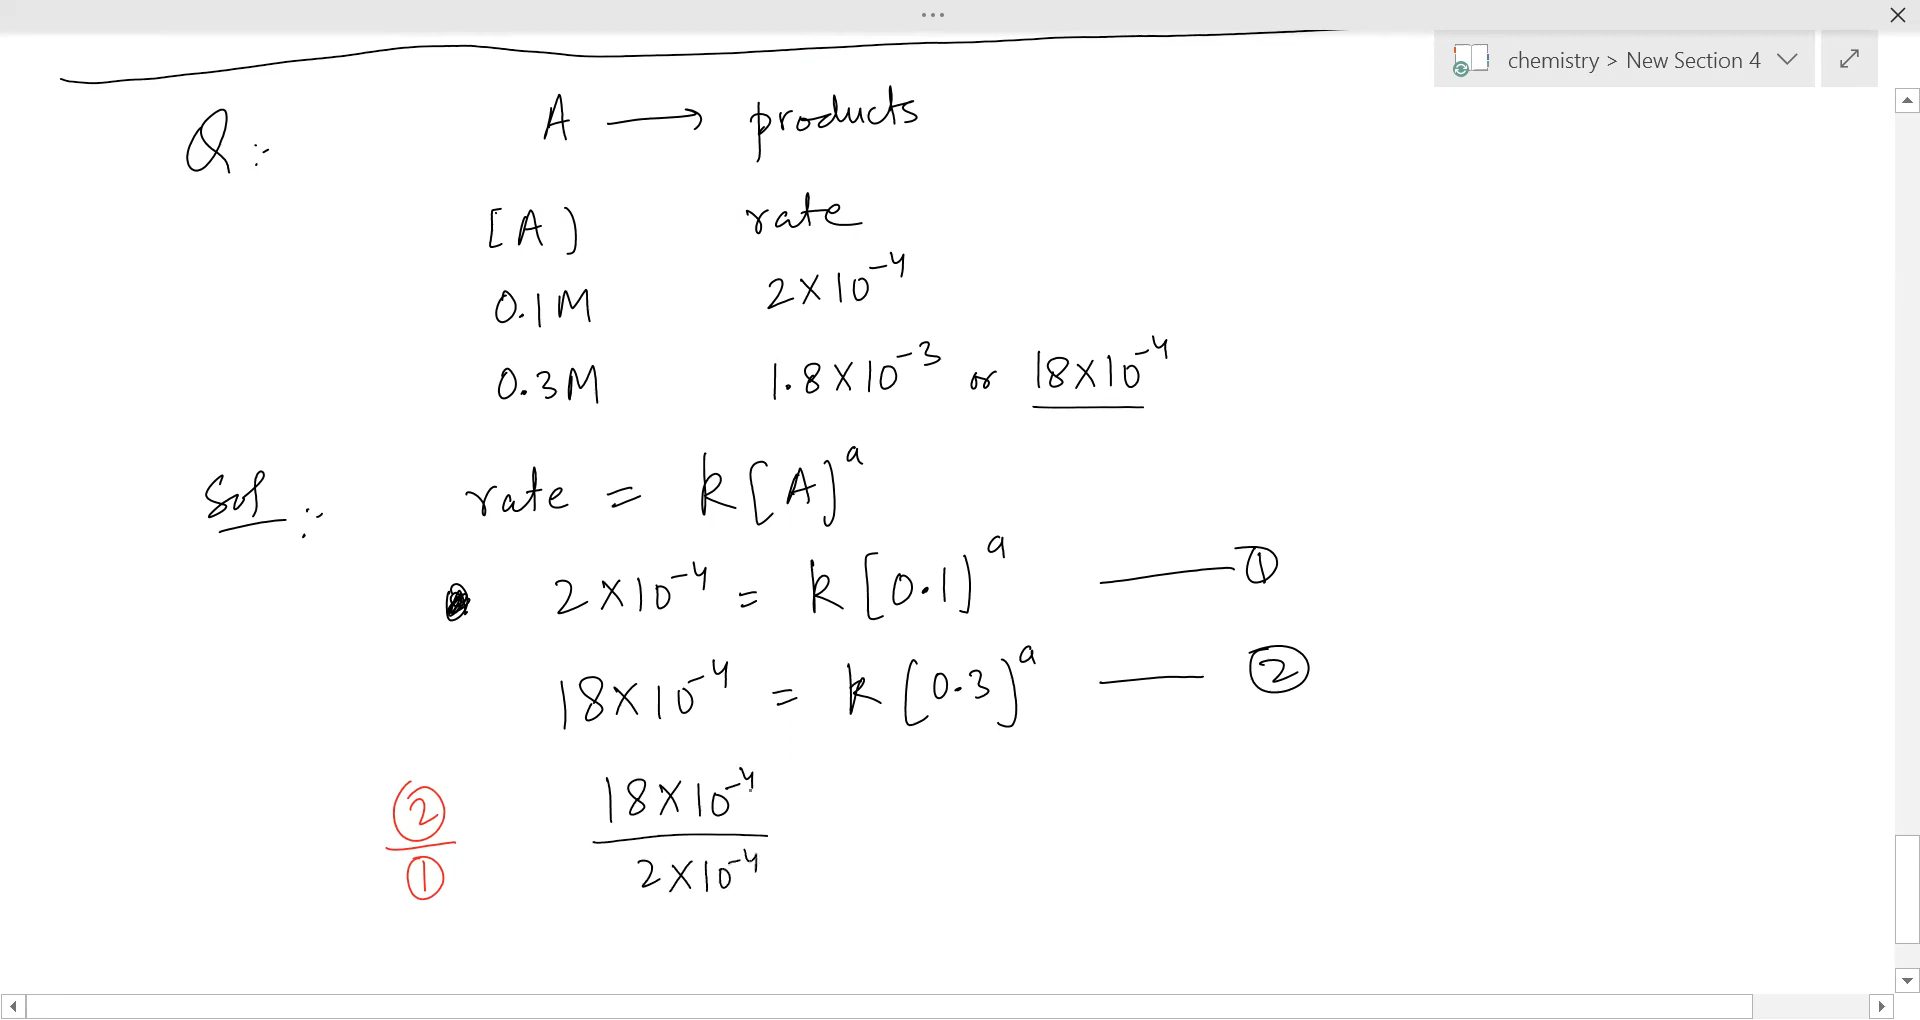 chemistry > New Section 4
Q:- A → products
[A) rate
0.1M 2×10⁻⁴
0.3M 1.8×10⁻³ or 18×10⁻⁴
Sol:- rate = k[A]ᵃ
2×10⁻⁴ = k[0.1]ᵃ —— ①
18×10⁻⁴ = k[0.3]ᵃ —— ②
② 18×10⁻⁴
① 2×10⁻⁴